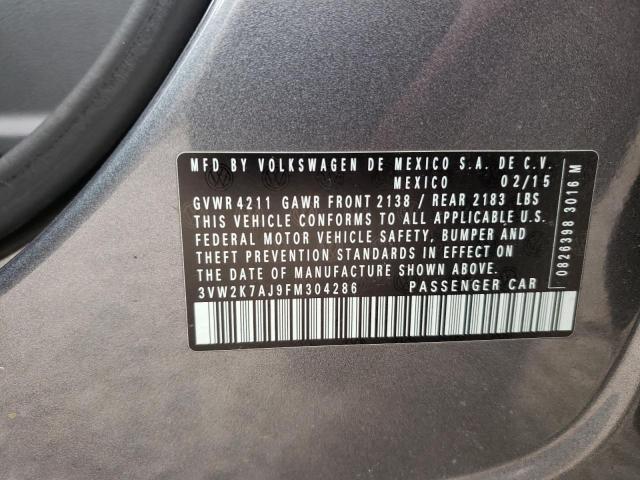 MFD BY VOLKSWAGEN DE MEXICO S.A. DE C.V.
MEXICO 02/15
GVWR 4211 GAWR FRONT 2138 / REAR 2183 LBS
THIS VEHICLE CONFORMS TO ALL APPLICABLE U.S.
FEDERAL MOTOR VEHICLE SAFETY, BUMPER AND
THEFT PREVENTION STANDARDS IN EFFECT ON
THE DATE OF MANUFACTURE SHOWN ABOVE
3VW2K7AJ9FM304286 PASSENGER CAR
0826398 3016 M